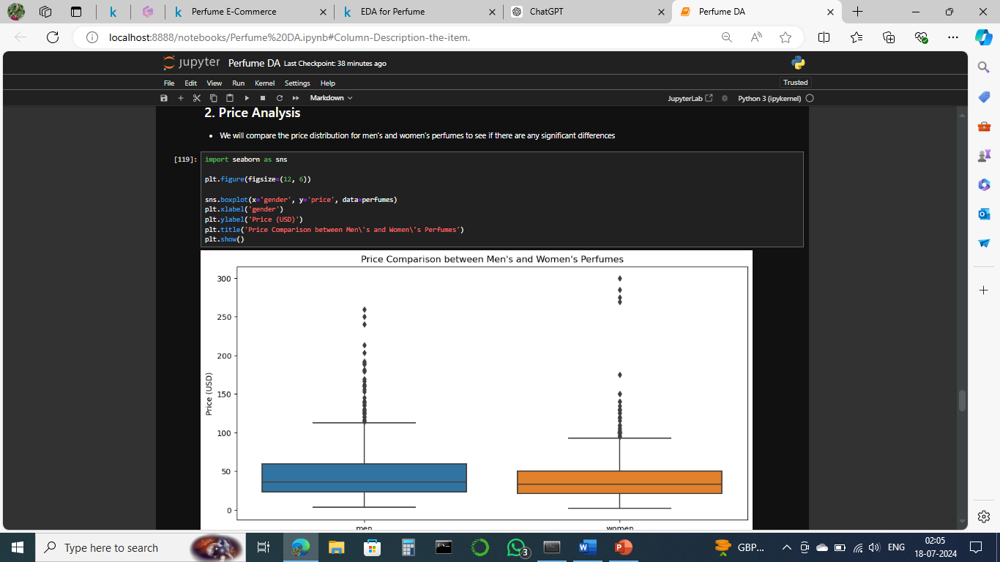 Perfume E-Commerce
EDA for Perfume
ChatGPT
Perfume DA
localhost:8888/notebooks/Perfume%20DA.ipynb#Column-Description-the-item.
jupyter Perfume DA Last Checkpoint: 38 minutes ago
File Edit View Run Kernel Settings Help
Trusted
Markdown
JupyterLab
Python 3 (ipykernel)
2. Price Analysis
• We will compare the price distribution for men's and women's perfumes to see if there are any significant differences
[119]: import seaborn as sns
plt.figure(figsize=(12, 6))
sns.boxplot(x='gender', y='price', data=perfumes)
plt.xlabel('gender')
plt.ylabel('Price (USD)')
plt.title('Price Comparison between Men\'s and Women\'s Perfumes')
plt.show()
Price Comparison between Men's and Women's Perfumes
300
250
200
150
100
50
0
Price (USD)
men
women
Type here to search
3
GBP...
ENG
02:05
18-07-2024